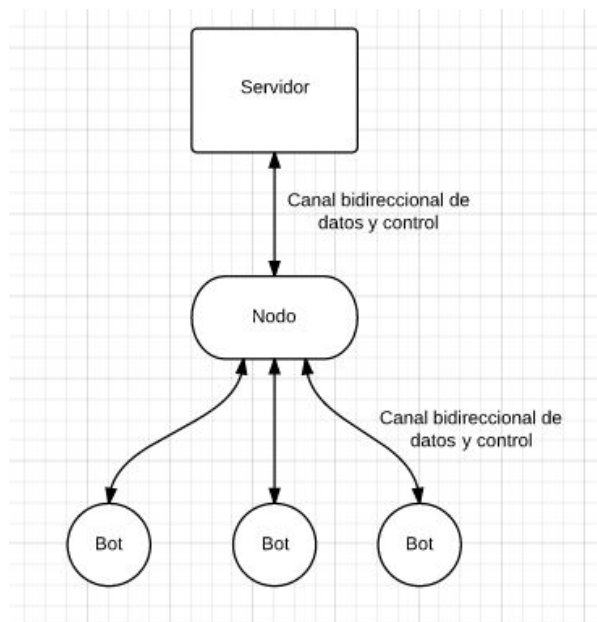 Servidor
Canal bidireccional de
datos y control
Nodo
Canal bidireccional de
datos y control
Bot
Bot
Bot